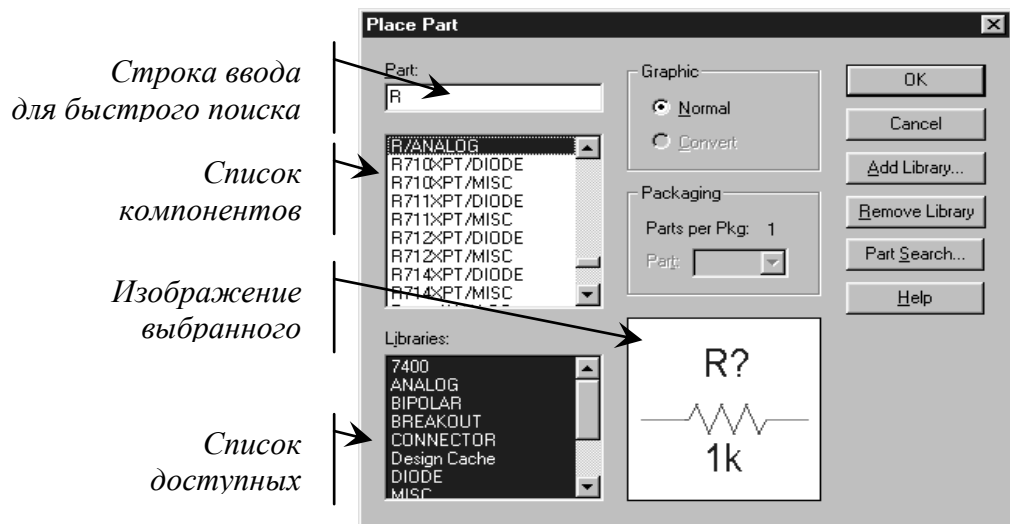 Place Part
Строка ввода
для быстрого поиска
Список
компонентов
Изображение
выбранного
Список
доступных
Part:
R
R/ANALOG
R710XPT/DIODE
R710XPT/MISC
R711XPT/DIODE
R711XPT/MISC
R712XPT/DIODE
R712XPT/MISC
R714XPT/DIODE
R714XPT/MISC
Libraries:
7400
ANALOG
BIPOLAR
BREAKOUT
CONNECTOR
Design Cache
DIODE
MISC
Graphic
Normal
Convert
Packaging
Parts per Pkg: 1
Part:
R?
1k
OK
Cancel
Add Library...
Remove Library
Part Search...
Help